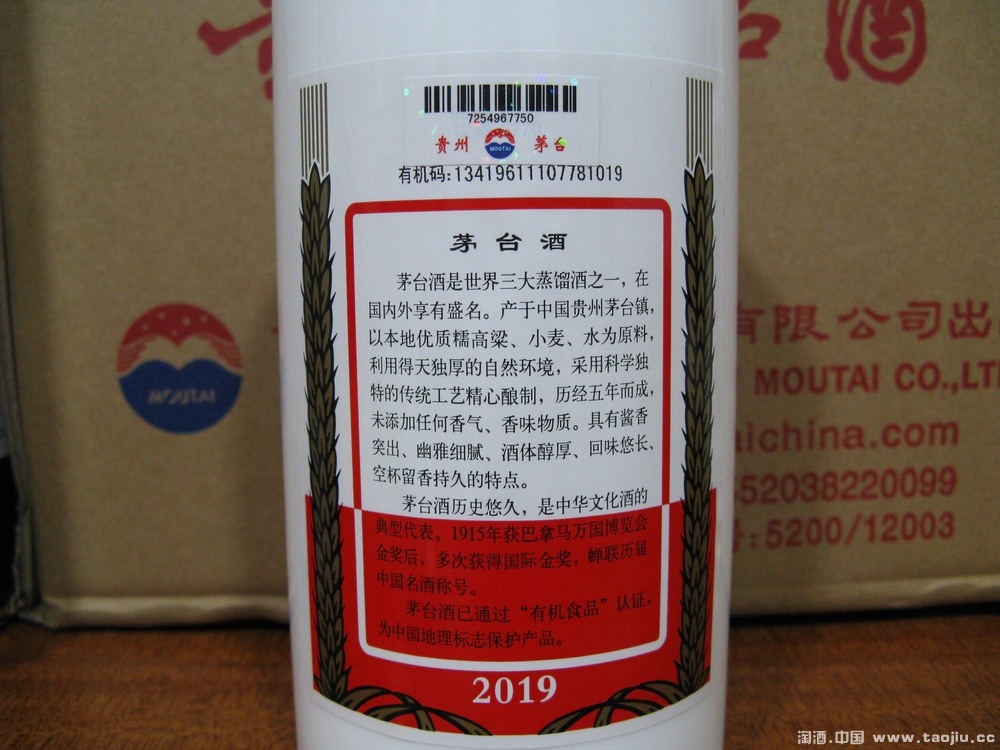 酒
7254967750
贵州 MOUTAI 茅台
有机码:13419611107781019
茅台酒
茅台酒是世界三大蒸馏酒之一，在
国内外享有盛名。产于中国贵州茅台镇，
以本地优质糯高粱、小麦、水为原料，
利用得天独厚的自然环境，采用科学独
特的传统工艺精心酿制，历经五年而成，
未添加任何香气、香味物质。具有酱香
突出、幽雅细腻、酒体醇厚、回味悠长、
空杯留香持久的特点。
茅台酒历史悠久，是中华文化酒的
典型代表。1915年获巴拿马万国博览会
金奖后，多次获得国际金奖，蝉联历届
中国名酒称号。
茅台酒已通过“有机食品”认证，
为中国地理标志保护产品。
2019
MOUTAI
有限公司出
MOUTAI CO.,LT
aichina.com
52038220099
号:5200/12003
淘酒.中国 www.taojiu.cc